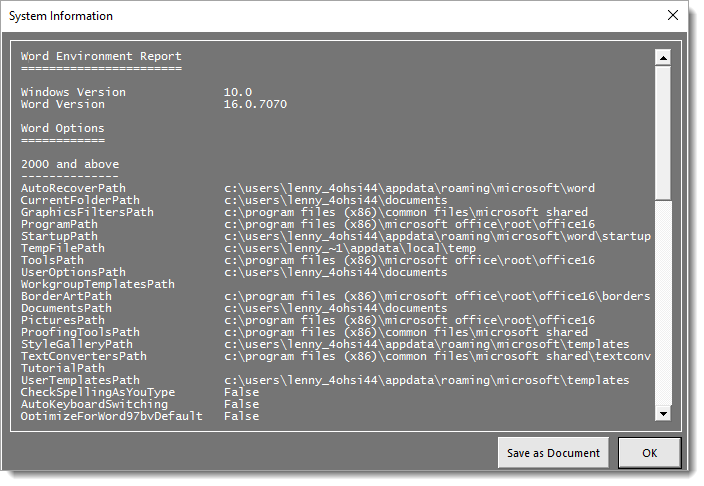 System Information
Word Environment Report
=======================
Windows Version 10.0
Word Version 16.0.7070
Word Options
============
2000 and above
--------------
AutoRecoverPath c:\users\lenny_4ohsi44\appdata\roaming\microsoft\word
CurrentFolderPath c:\users\lenny_4ohsi44\documents
GraphicsFiltersPath c:\program files (x86)\common files\microsoft shared
ProgramPath c:\program files (x86)\microsoft office\root\office16
StartupPath c:\users\lenny_4ohsi44\appdata\roaming\microsoft\word\startup
TempFilePath c:\users\lenny_~1\appdata\local\temp
ToolsPath c:\program files (x86)\microsoft office\root\office16
UserOptionsPath c:\users\lenny_4ohsi44\documents
WorkgroupTemplatesPath
BorderArtPath c:\program files (x86)\microsoft office\root\office16\borders
DocumentsPath c:\users\lenny_4ohsi44\documents
PicturesPath c:\program files (x86)\microsoft office\root\office16
ProofingToolsPath c:\program files (x86)\common files\microsoft shared
StyleGalleryPath c:\users\lenny_4ohsi44\appdata\roaming\microsoft\templates
TextConvertersPath c:\program files (x86)\common files\microsoft shared\textconv
TutorialPath
UserTemplatesPath c:\users\lenny_4ohsi44\appdata\roaming\microsoft\templates
CheckSpellingAsYouType False
AutoKeyboardSwitching False
OptimizeForWord97byDefault False
Save as Document OK